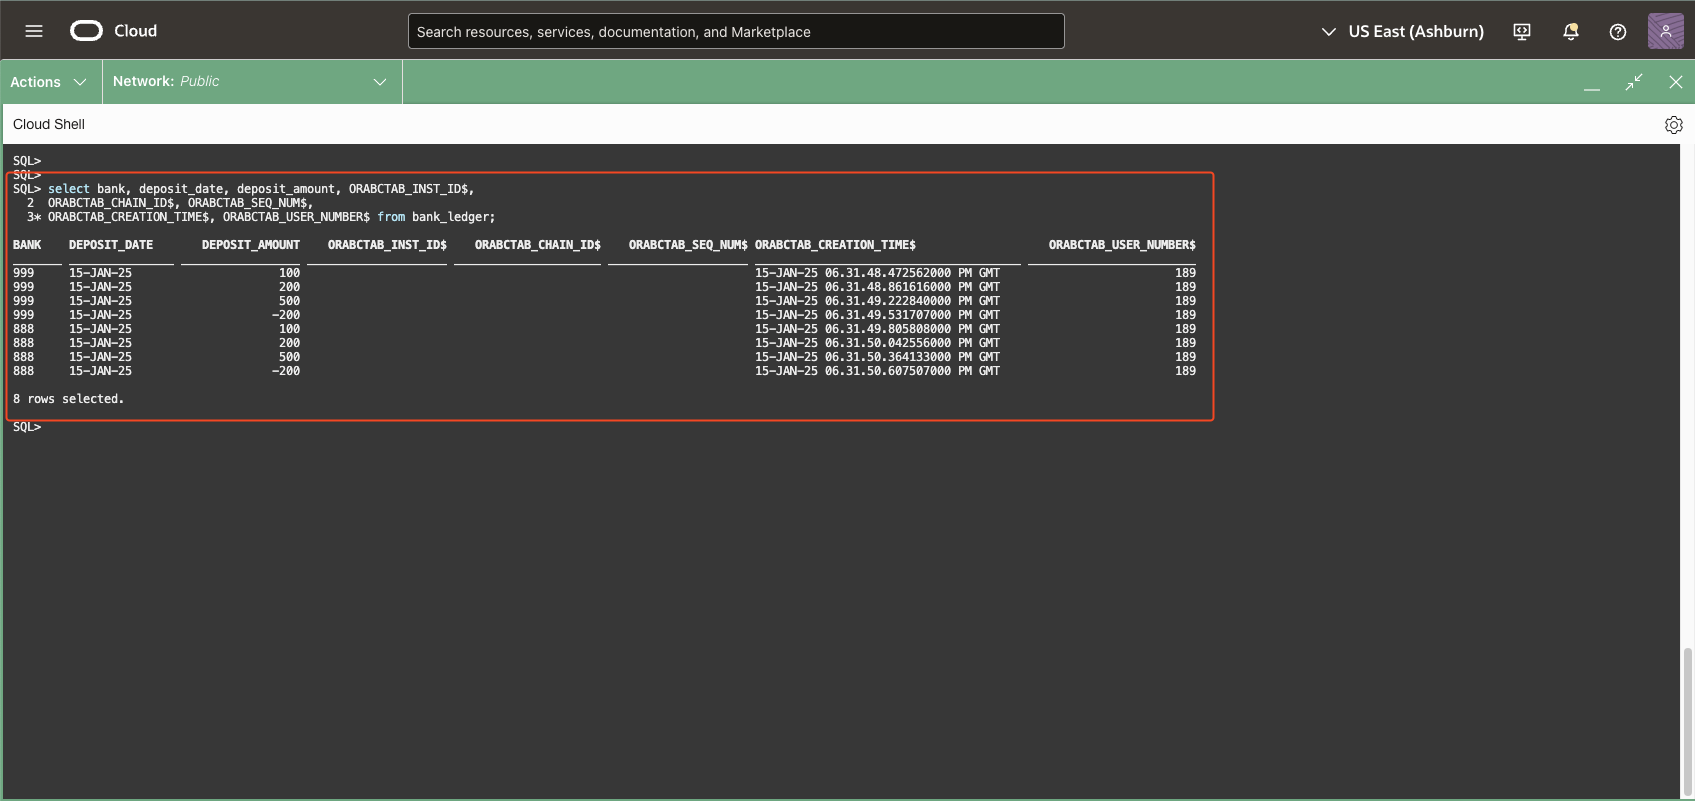 Cloud
Search resources, services, documentation, and Marketplace
US East (Ashburn)
Actions
Network: Public
Cloud Shell
SQL>
SQL>
SQL> select bank, deposit_date, deposit_amount, ORABCTAB_INST_ID$,
2 ORABCTAB_CHAIN_ID$, ORABCTAB_SEQ_NUM$,
3* ORABCTAB_CREATION_TIME$, ORABCTAB_USER_NUMBER$ from bank_ledger;
BANK DEPOSIT_DATE DEPOSIT_AMOUNT ORABCTAB_INST_ID$ ORABCTAB_CHAIN_ID$ ORABCTAB_SEQ_NUM$ ORABCTAB_CREATION_TIME$ ORABCTAB_USER_NUMBER$
999 15-JAN-25 100 15-JAN-25 06.31.48.472562000 PM GMT 189
999 15-JAN-25 200 15-JAN-25 06.31.48.861616000 PM GMT 189
999 15-JAN-25 500 15-JAN-25 06.31.49.222840000 PM GMT 189
999 15-JAN-25 -200 15-JAN-25 06.31.49.531707000 PM GMT 189
888 15-JAN-25 100 15-JAN-25 06.31.49.805808000 PM GMT 189
888 15-JAN-25 200 15-JAN-25 06.31.50.042556000 PM GMT 189
888 15-JAN-25 500 15-JAN-25 06.31.50.364133000 PM GMT 189
888 15-JAN-25 -200 15-JAN-25 06.31.50.607507000 PM GMT 189
8 rows selected.
SQL>